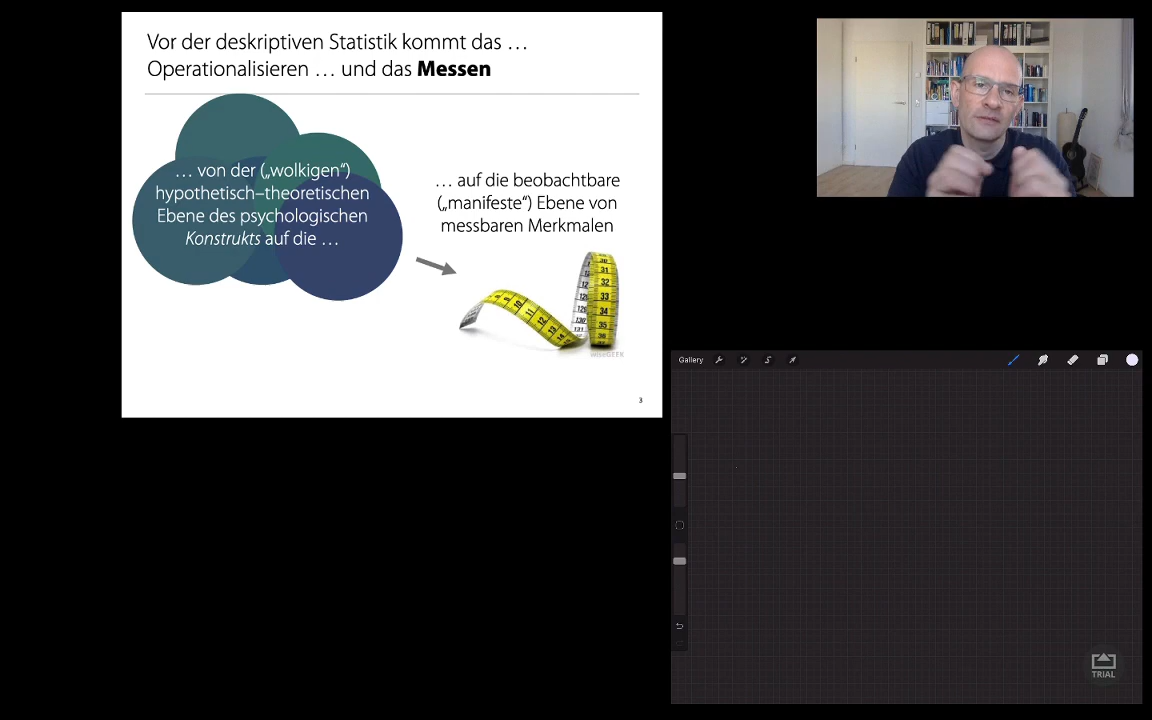 Vor der deskriptiven Statistik kommt das …
Operationalisieren … und das Messen
… von der („wolkigen“)
hypothetisch–theoretischen
Ebene des psychologischen
Konstrukts auf die …
… auf die beobachtbare
(„manifeste“) Ebene von
messbaren Merkmalen
wiseGEEK
3
Gallery
TRIAL